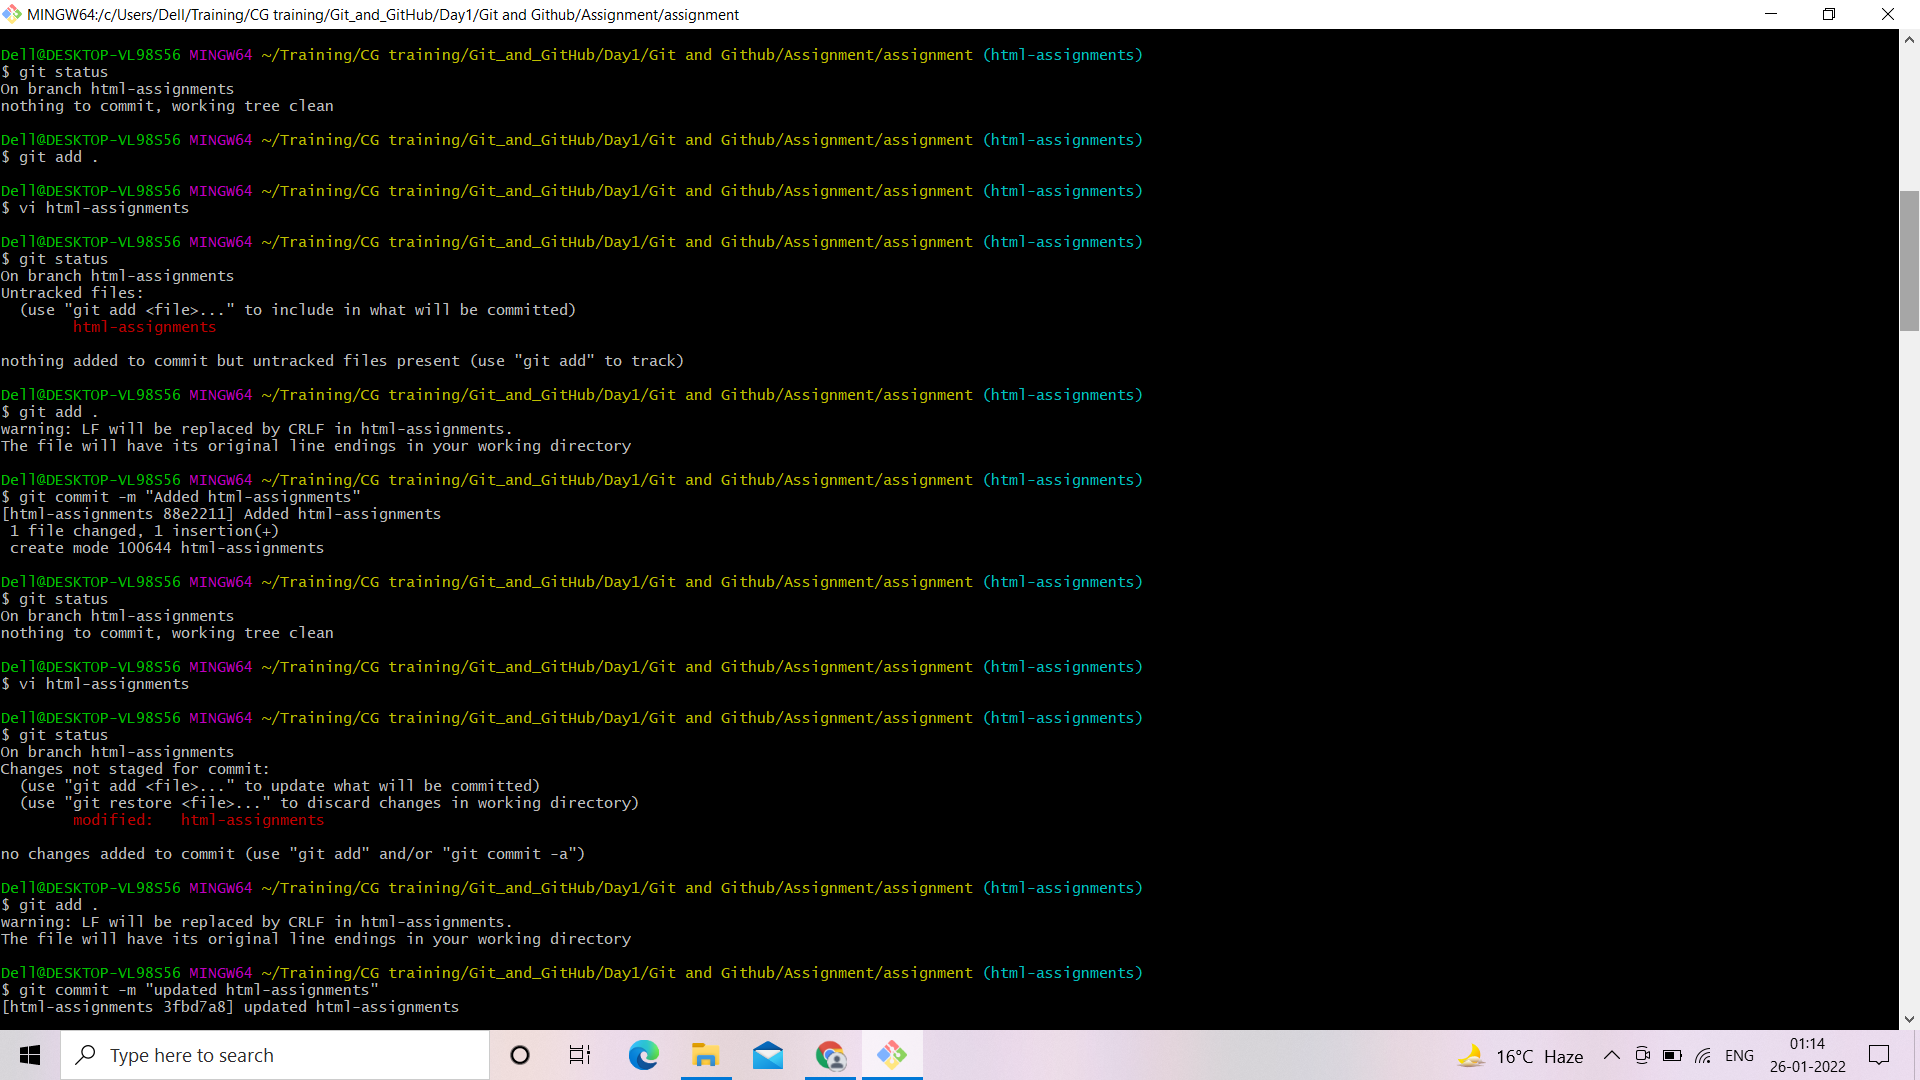 MINGW64:/c/Users/Dell/Training/CG training/Git_and_GitHub/Day1/Git and Github/Assignment/assignment
Dell@DESKTOP-VL98S56 MINGW64 ~/Training/CG training/Git_and_GitHub/Day1/Git and Github/Assignment/assignment (html-assignments)
$ git status
On branch html-assignments
nothing to commit, working tree clean
Dell@DESKTOP-VL98S56 MINGW64 ~/Training/CG training/Git_and_GitHub/Day1/Git and Github/Assignment/assignment (html-assignments)
$ git add .
Dell@DESKTOP-VL98S56 MINGW64 ~/Training/CG training/Git_and_GitHub/Day1/Git and Github/Assignment/assignment (html-assignments)
$ vi html-assignments
Dell@DESKTOP-VL98S56 MINGW64 ~/Training/CG training/Git_and_GitHub/Day1/Git and Github/Assignment/assignment (html-assignments)
$ git status
On branch html-assignments
Untracked files:
  (use "git add <file>..." to include in what will be committed)
        html-assignments
nothing added to commit but untracked files present (use "git add" to track)
Dell@DESKTOP-VL98S56 MINGW64 ~/Training/CG training/Git_and_GitHub/Day1/Git and Github/Assignment/assignment (html-assignments)
$ git add .
warning: LF will be replaced by CRLF in html-assignments.
The file will have its original line endings in your working directory
Dell@DESKTOP-VL98S56 MINGW64 ~/Training/CG training/Git_and_GitHub/Day1/Git and Github/Assignment/assignment (html-assignments)
$ git commit -m "Added html-assignments"
[html-assignments 88e2211] Added html-assignments
 1 file changed, 1 insertion(+)
 create mode 100644 html-assignments
Dell@DESKTOP-VL98S56 MINGW64 ~/Training/CG training/Git_and_GitHub/Day1/Git and Github/Assignment/assignment (html-assignments)
$ git status
On branch html-assignments
nothing to commit, working tree clean
Dell@DESKTOP-VL98S56 MINGW64 ~/Training/CG training/Git_and_GitHub/Day1/Git and Github/Assignment/assignment (html-assignments)
$ vi html-assignments
Dell@DESKTOP-VL98S56 MINGW64 ~/Training/CG training/Git_and_GitHub/Day1/Git and Github/Assignment/assignment (html-assignments)
$ git status
On branch html-assignments
Changes not staged for commit:
  (use "git add <file>..." to update what will be committed)
  (use "git restore <file>..." to discard changes in working directory)
        modified:   html-assignments
no changes added to commit (use "git add" and/or "git commit -a")
Dell@DESKTOP-VL98S56 MINGW64 ~/Training/CG training/Git_and_GitHub/Day1/Git and Github/Assignment/assignment (html-assignments)
$ git add .
warning: LF will be replaced by CRLF in html-assignments.
The file will have its original line endings in your working directory
Dell@DESKTOP-VL98S56 MINGW64 ~/Training/CG training/Git_and_GitHub/Day1/Git and Github/Assignment/assignment (html-assignments)
$ git commit -m "updated html-assignments"
[html-assignments 3fbd7a8] updated html-assignments
Type here to search
16°C Haze
ENG
01:14
26-01-2022